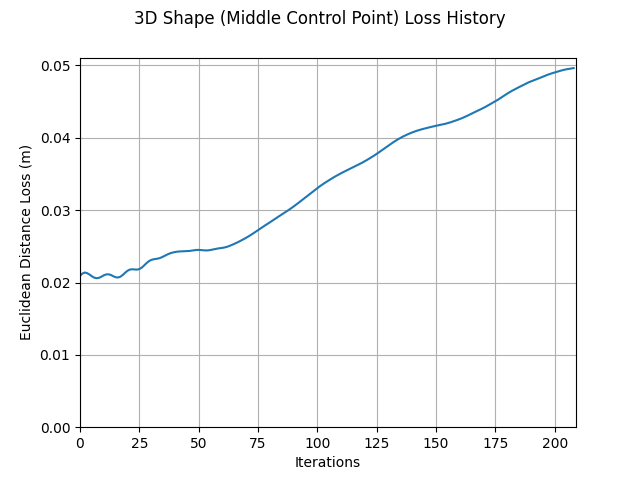 3D Shape (Middle Control Point) Loss History
0.05
0.04
0.03
0.02
0.01
0.00
Euclidean Distance Loss (m)
0 25 50 75 100 125 150 175 200
Iterations